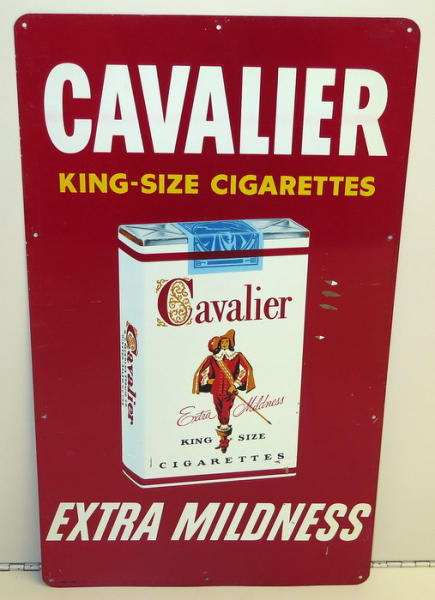 CAVALIER
KING-SIZE CIGARETTES
Cavalier
Cavalier
Extra Mildness
KING SIZE
CIGARETTES
EXTRA MILDNESS